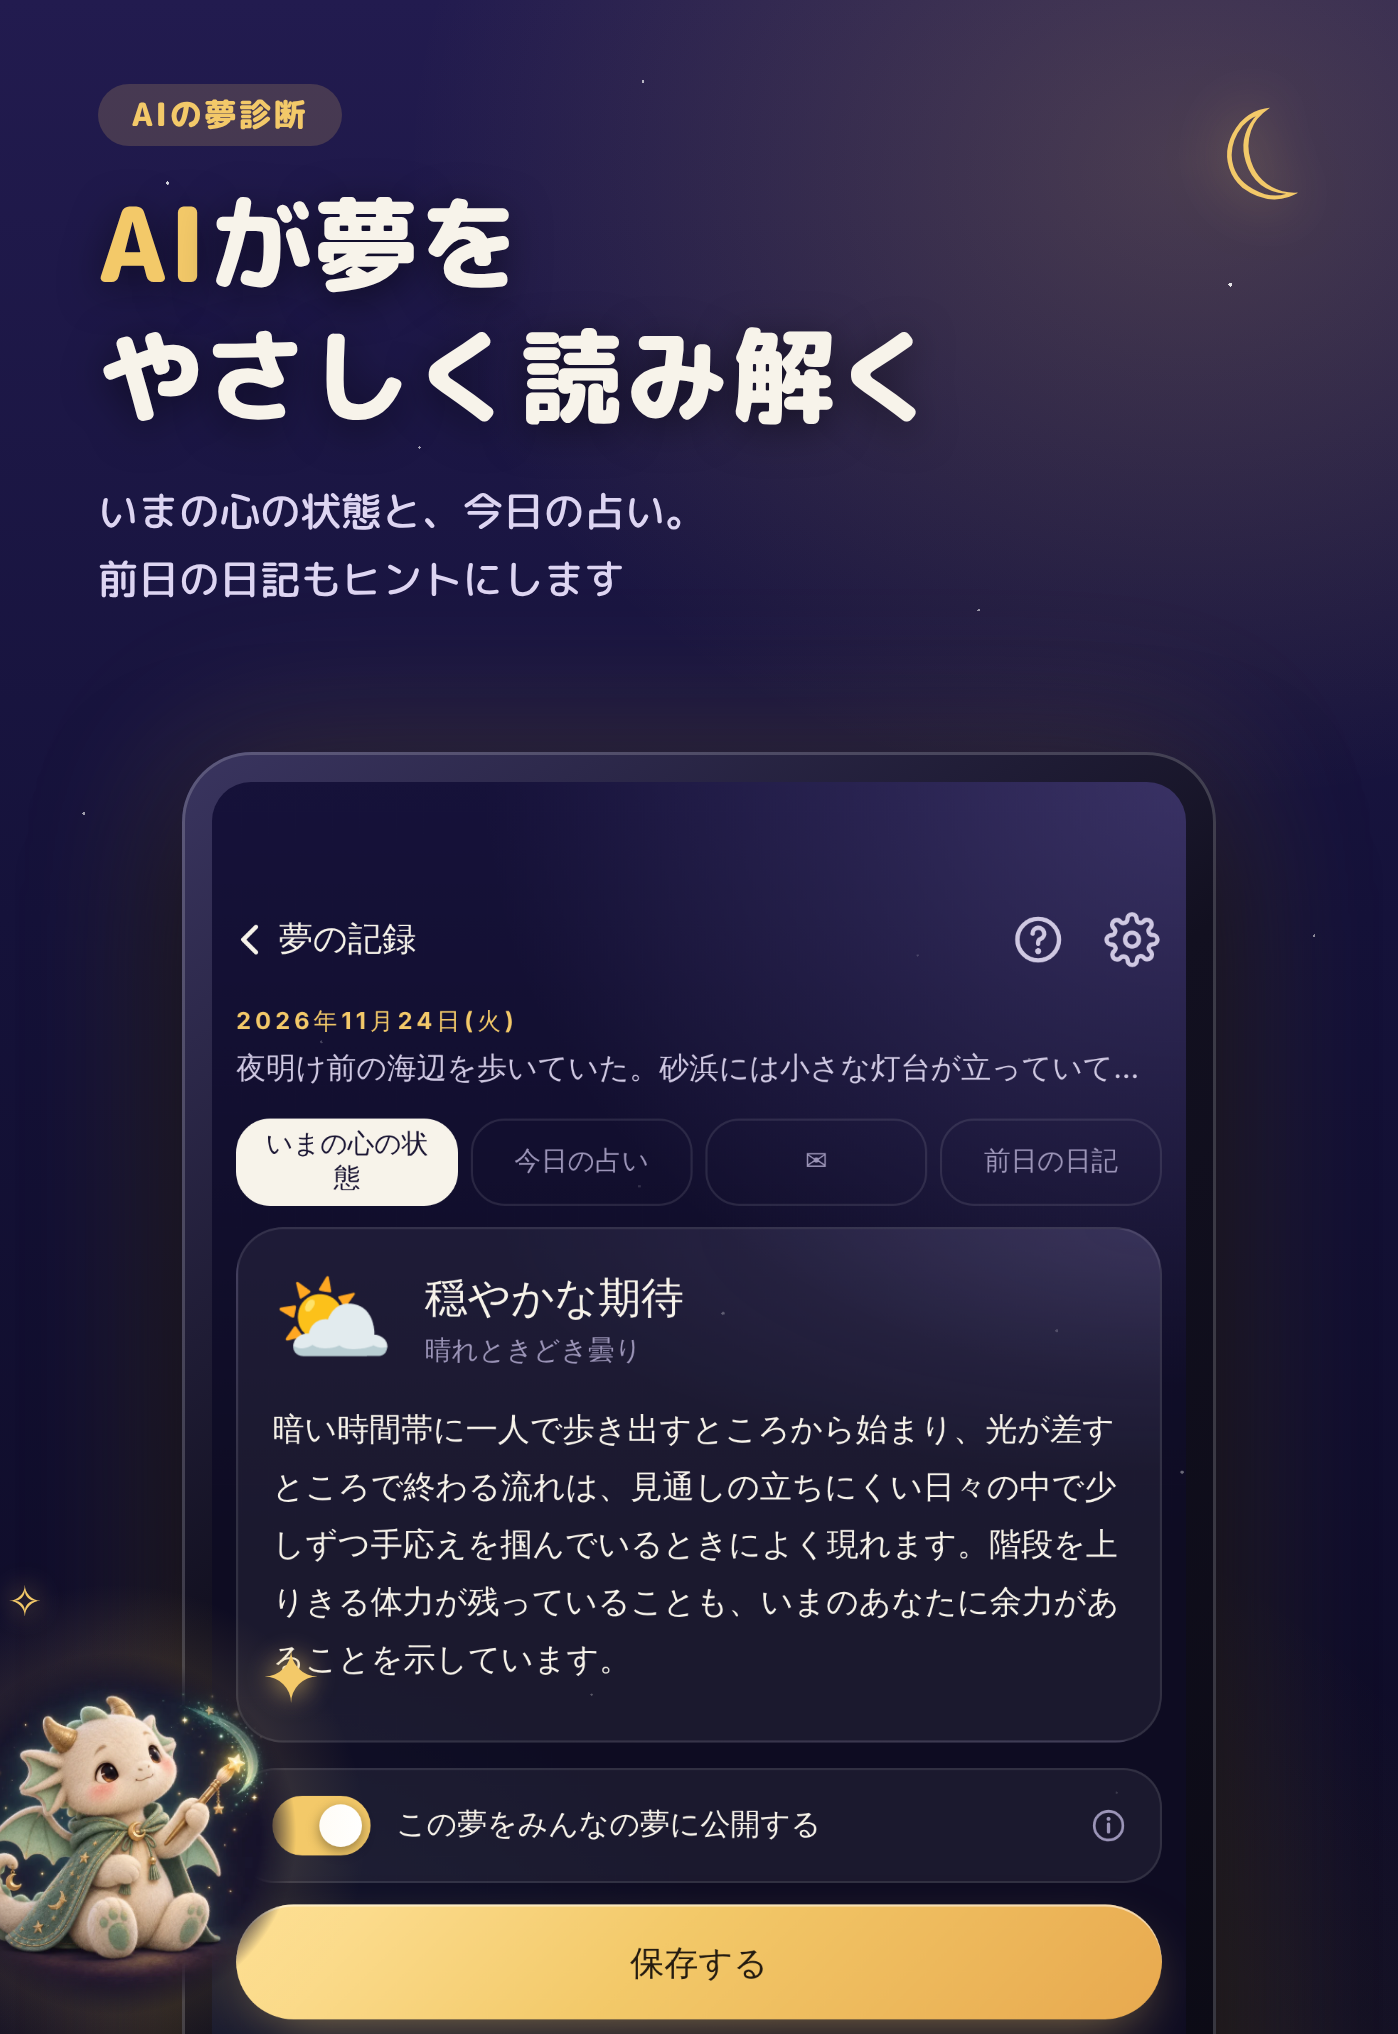 AIの夢診断
AIが夢を
やさしく読み解く
いまの心の状態と、今日の占い。
前日の日記もヒントにします
夢の記録
2026年11月24日(火)
夜明け前の海辺を歩いていた。砂浜には小さな灯台が立っていて...
いまの心の状
態
今日の占い
前日の日記
穏やかな期待
晴れときどき曇り
暗い時間帯に一人で歩き出すところから始まり、光が差す
ところで終わる流れは、見通しの立ちにくい日々の中で少
しずつ手応えを掴んでいるときによく現れます。階段を上
りきる体力が残っていることも、いまのあなたに余力があ
ることを示しています。
この夢をみんなの夢に公開する
保存する